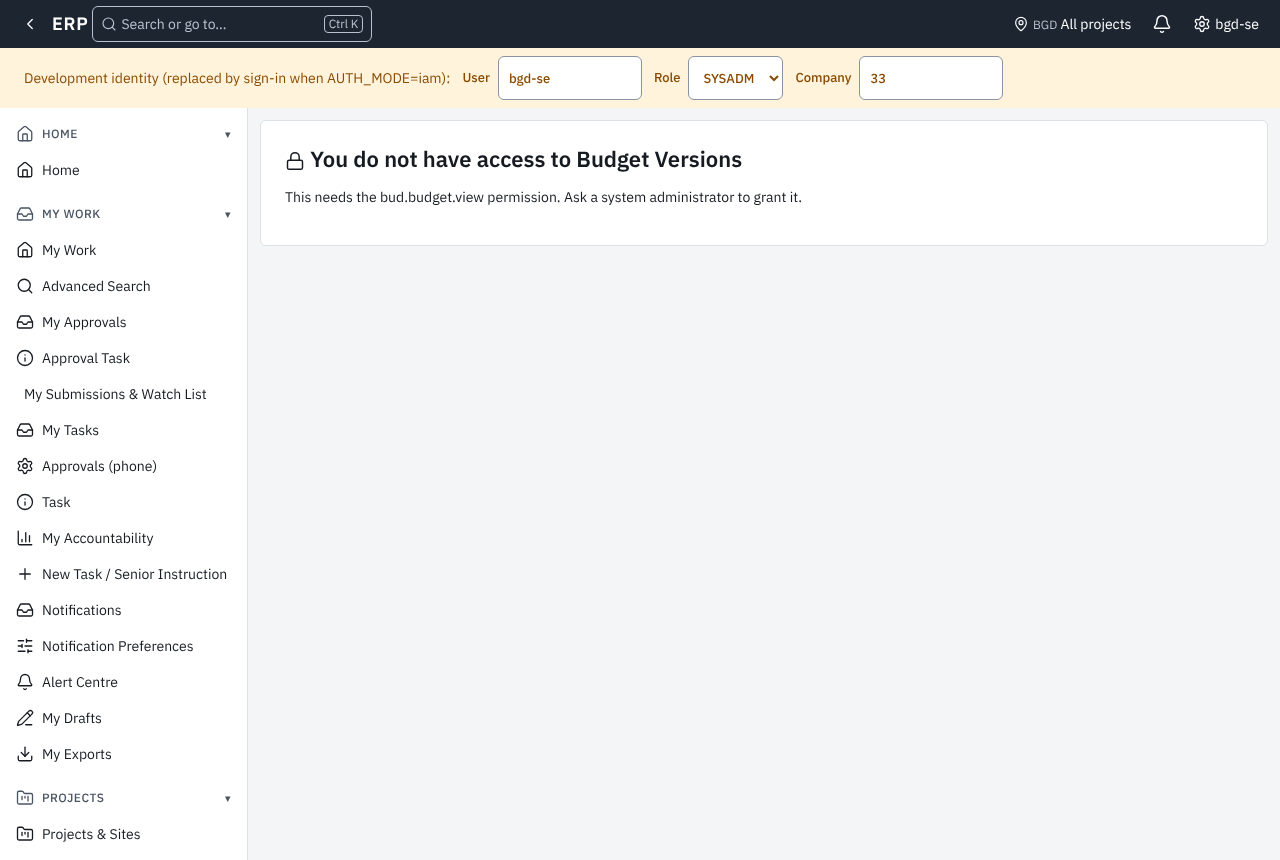 ERP
Search or go to...
Ctrl K
BGD All projects
bgd-se
Development identity (replaced by sign-in when AUTH_MODE=iam):
User
bgd-se
Role
SYSADM
Company
33
HOME
Home
MY WORK
My Work
Advanced Search
My Approvals
Approval Task
My Submissions & Watch List
My Tasks
Approvals (phone)
Task
My Accountability
New Task / Senior Instruction
Notifications
Notification Preferences
Alert Centre
My Drafts
My Exports
PROJECTS
Projects & Sites
You do not have access to Budget Versions
This needs the bud.budget.view permission. Ask a system administrator to grant it.